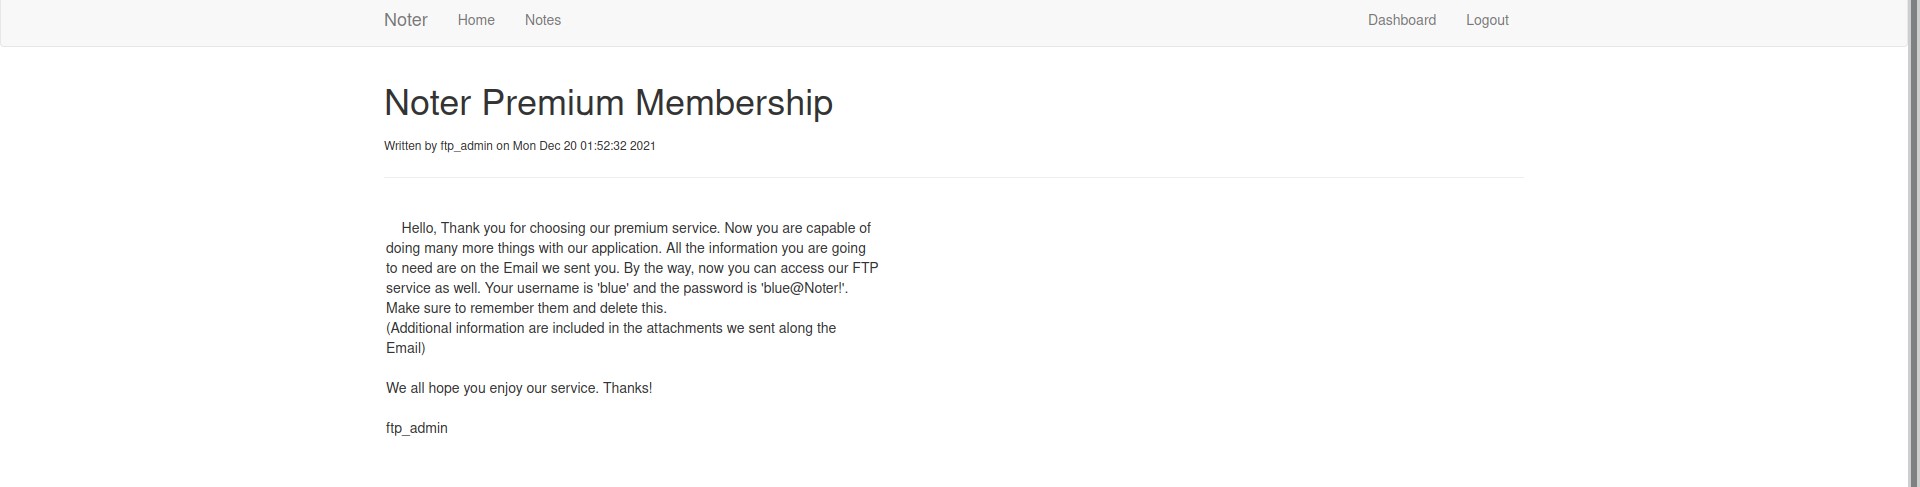 Noter Home Notes Dashboard Logout
Noter Premium Membership
Written by ftp_admin on Mon Dec 20 01:52:32 2021
Hello, Thank you for choosing our premium service. Now you are capable of
doing many more things with our application. All the information you are going
to need are on the Email we sent you. By the way, now you can access our FTP
service as well. Your username is 'blue' and the password is 'blue@Noter!'.
Make sure to remember them and delete this.
(Additional information are included in the attachments we sent along the
Email)
We all hope you enjoy our service. Thanks!
ftp_admin